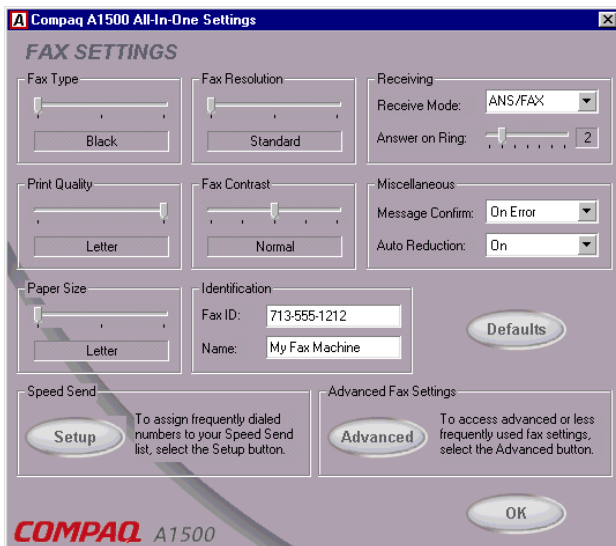 A Compaq A1500 All-In-One Settings
FAX SETTINGS
Fax Type
Black
Fax Resolution
Standard
Receiving
Receive Mode: ANS/FAX
Answer on Ring: 2
Print Quality
Letter
Fax Contrast
Normal
Miscellaneous
Message Confirm: On Error
Auto Reduction: On
Paper Size
Letter
Identification
Fax ID: 713-555-1212
Name: My Fax Machine
Defaults
Speed Send
Setup
To assign frequently dialed
numbers to your Speed Send
list, select the Setup button.
Advanced Fax Settings
Advanced
To access advanced or less
frequently used fax settings,
select the Advanced button.
OK
COMPAQ A1500